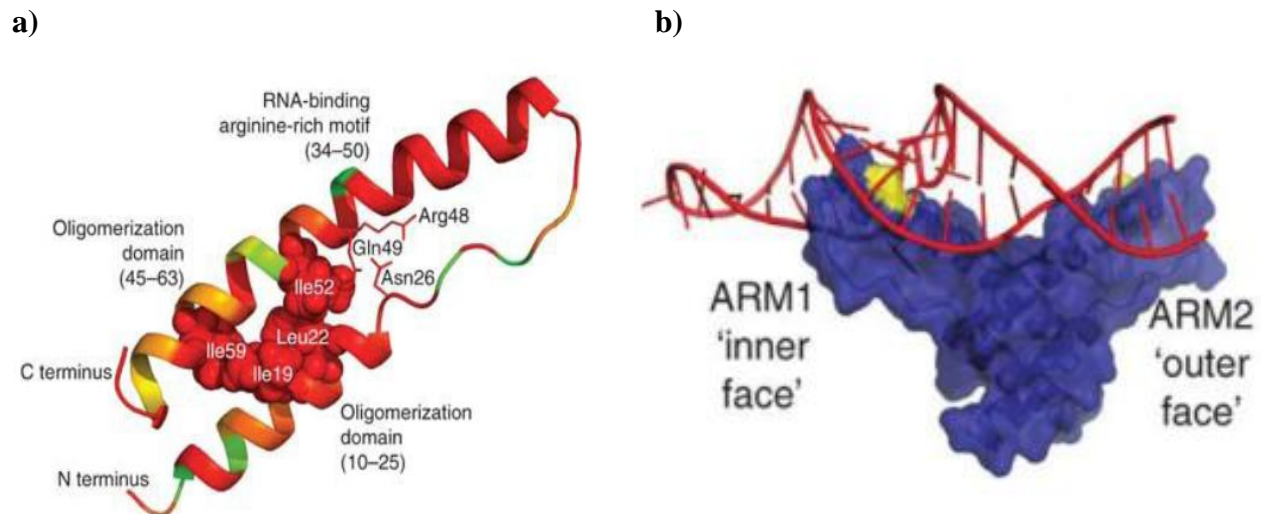 a)
b)
RNA-binding
arginine-rich motif
(34–50)
Arg48
Gln49
Asn26
Oligomerization
domain
(45–63)
Ile52
Leu22
Ile59
Ile19
C terminus
Oligomerization
domain
(10–25)
N terminus
ARM1
‘inner
face’
ARM2
‘outer
face’